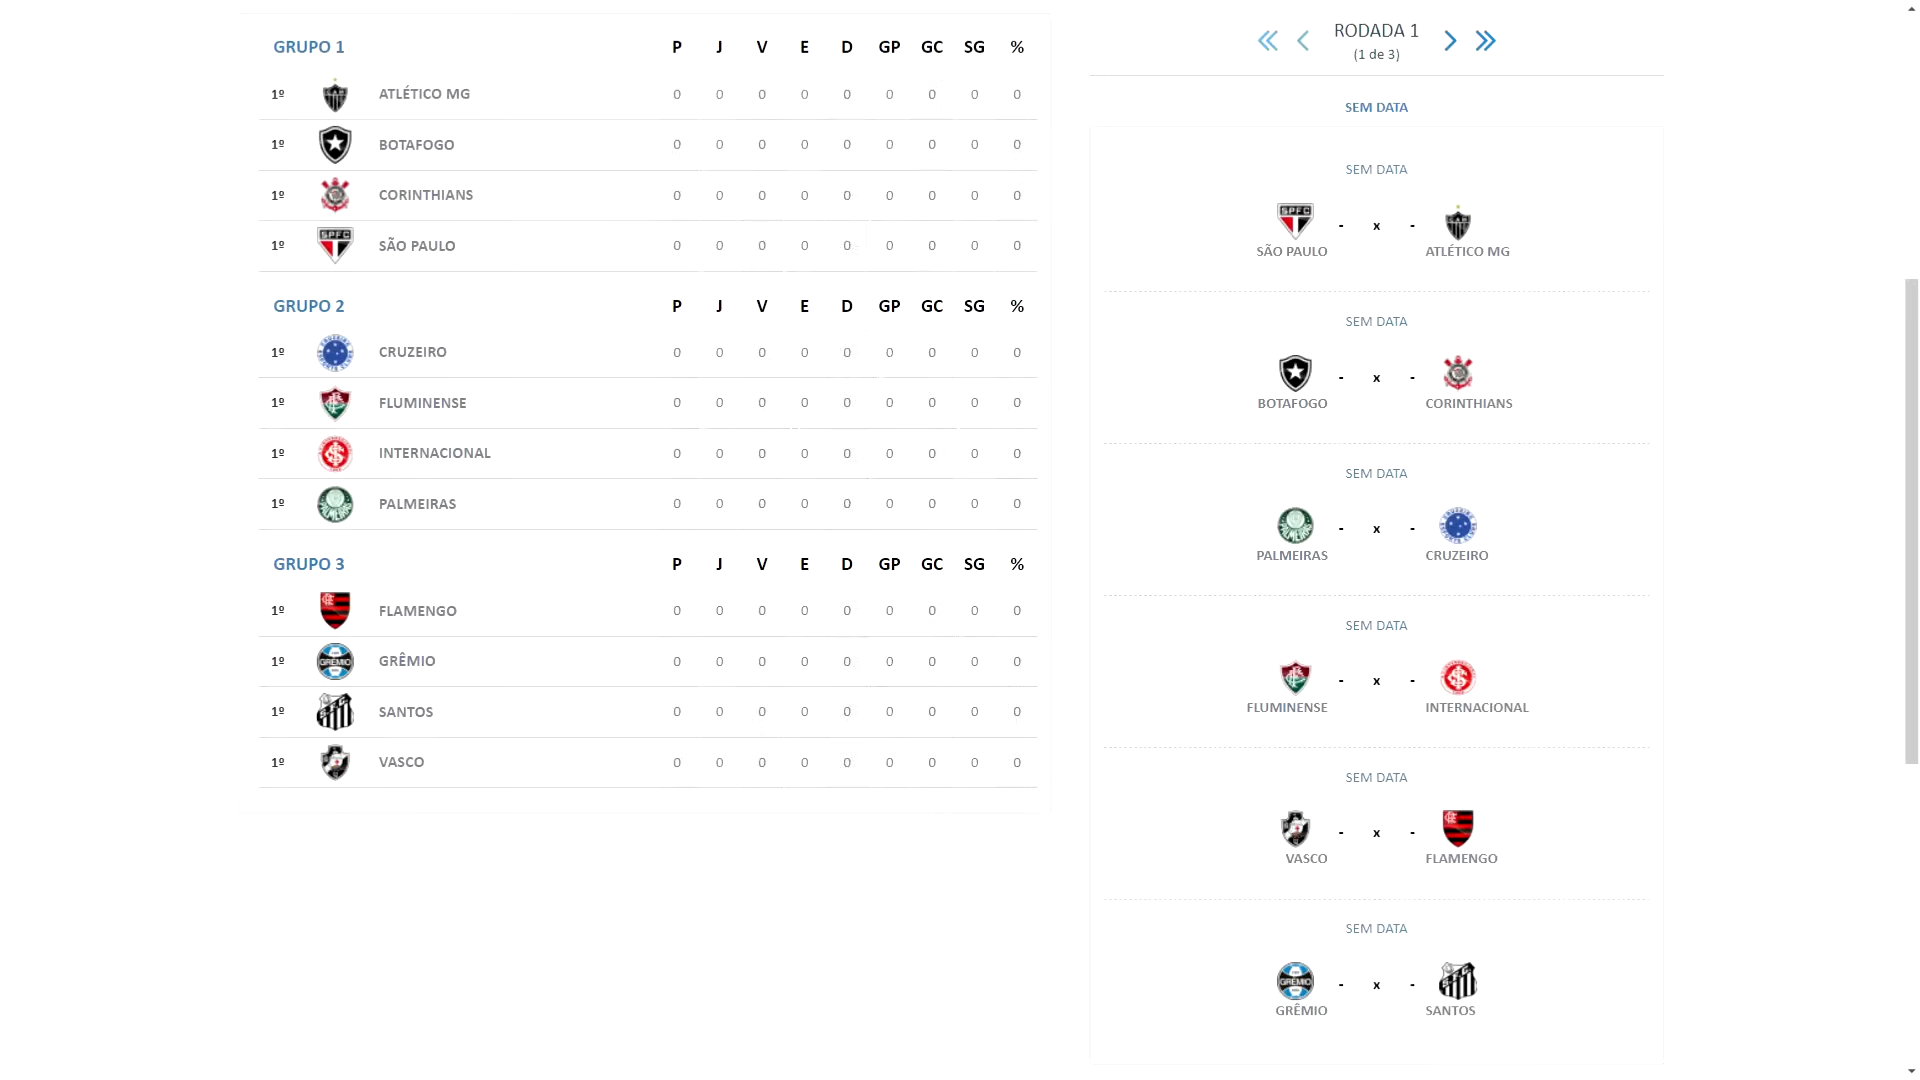 GRUPO 1 P J V E D GP GC SG %
1º ATLÉTICO MG 0 0 0 0 0 0 0 0 0
1º BOTAFOGO 0 0 0 0 0 0 0 0 0
1º CORINTHIANS 0 0 0 0 0 0 0 0 0
1º SÃO PAULO 0 0 0 0 0 0 0 0 0
GRUPO 2 P J V E D GP GC SG %
1º CRUZEIRO 0 0 0 0 0 0 0 0 0
1º FLUMINENSE 0 0 0 0 0 0 0 0 0
1º INTERNACIONAL 0 0 0 0 0 0 0 0 0
1º PALMEIRAS 0 0 0 0 0 0 0 0 0
GRUPO 3 P J V E D GP GC SG %
1º FLAMENGO 0 0 0 0 0 0 0 0 0
1º GRÊMIO 0 0 0 0 0 0 0 0 0
1º SANTOS 0 0 0 0 0 0 0 0 0
1º VASCO 0 0 0 0 0 0 0 0 0
RODADA 1
(1 de 3)
SEM DATA
SEM DATA
SPFC - x - CAM
SÃO PAULO ATLÉTICO MG
SEM DATA
- x -
BOTAFOGO CORINTHIANS
SEM DATA
PALMEIRAS - x -
PALMEIRAS CRUZEIRO
SEM DATA
- x -
FLUMINENSE INTERNACIONAL
SEM DATA
- x -
VASCO FLAMENGO
SEM DATA
GRÊMIO - x -
GRÊMIO SANTOS